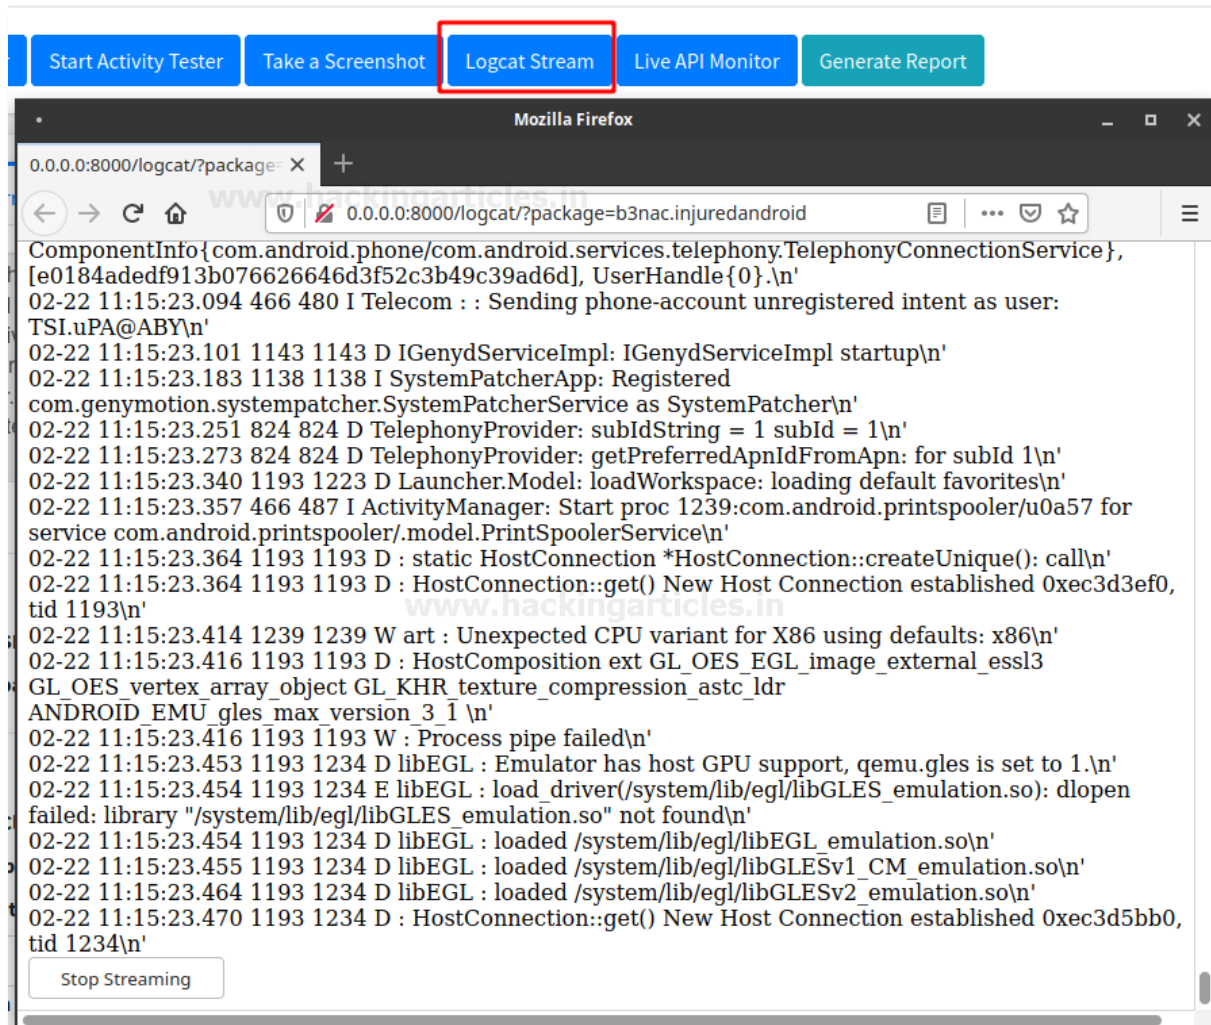 Start Activity Tester Take a Screenshot Logcat Stream Live API Monitor Generate Report
Mozilla Firefox
0.0.0.0:8000/logcat/?package=
www.hackingarticles.in
0.0.0.0:8000/logcat/?package=b3nac.injuredandroid
ComponentInfo{com.android.phone/com.android.services.telephony.TelephonyConnectionService},
[e0184adedf913b076626646d3f52c3b49c39ad6d], UserHandle{0}.\n'
02-22 11:15:23.094 466 480 I Telecom : : Sending phone-account unregistered intent as user:
TSI.uPA@ABY\n'
02-22 11:15:23.101 1143 1143 D IGenydServiceImpl: IGenydServiceImpl startup\n'
02-22 11:15:23.183 1138 1138 I SystemPatcherApp: Registered
com.genymotion.systempatcher.SystemPatcherService as SystemPatcher\n'
02-22 11:15:23.251 824 824 D TelephonyProvider: subIdString = 1 subId = 1\n'
02-22 11:15:23.273 824 824 D TelephonyProvider: getPreferredApnIdFromApn: for subId 1\n'
02-22 11:15:23.340 1193 1223 D Launcher.Model: loadWorkspace: loading default favorites\n'
02-22 11:15:23.357 466 487 I ActivityManager: Start proc 1239:com.android.printspooler/u0a57 for
service com.android.printspooler/.model.PrintSpoolerService\n'
02-22 11:15:23.364 1193 1193 D : static HostConnection *HostConnection::createUnique(): call\n'
02-22 11:15:23.364 1193 1193 D : HostConnection::get() New Host Connection established 0xec3d3ef0,
tid 1193\n'
www.hackingarticles.in
02-22 11:15:23.414 1239 1239 W art : Unexpected CPU variant for X86 using defaults: x86\n'
02-22 11:15:23.416 1193 1193 D : HostComposition ext GL_OES_EGL_image_external_essl3
GL_OES_vertex_array_object GL_KHR_texture_compression_astc_ldr
ANDROID_EMU_gles_max_version_3_1 \n'
02-22 11:15:23.416 1193 1193 W : Process pipe failed\n'
02-22 11:15:23.453 1193 1234 D libEGL : Emulator has host GPU support, qemu.gles is set to 1.\n'
02-22 11:15:23.454 1193 1234 E libEGL : load_driver(/system/lib/egl/libGLES_emulation.so): dlopen
failed: library "/system/lib/egl/libGLES_emulation.so" not found\n'
02-22 11:15:23.454 1193 1234 D libEGL : loaded /system/lib/egl/libEGL_emulation.so\n'
02-22 11:15:23.455 1193 1234 D libEGL : loaded /system/lib/egl/libGLESv1_CM_emulation.so\n'
02-22 11:15:23.464 1193 1234 D libEGL : loaded /system/lib/egl/libGLESv2_emulation.so\n'
02-22 11:15:23.470 1193 1234 D : HostConnection::get() New Host Connection established 0xec3d5bb0,
tid 1234\n'
Stop Streaming